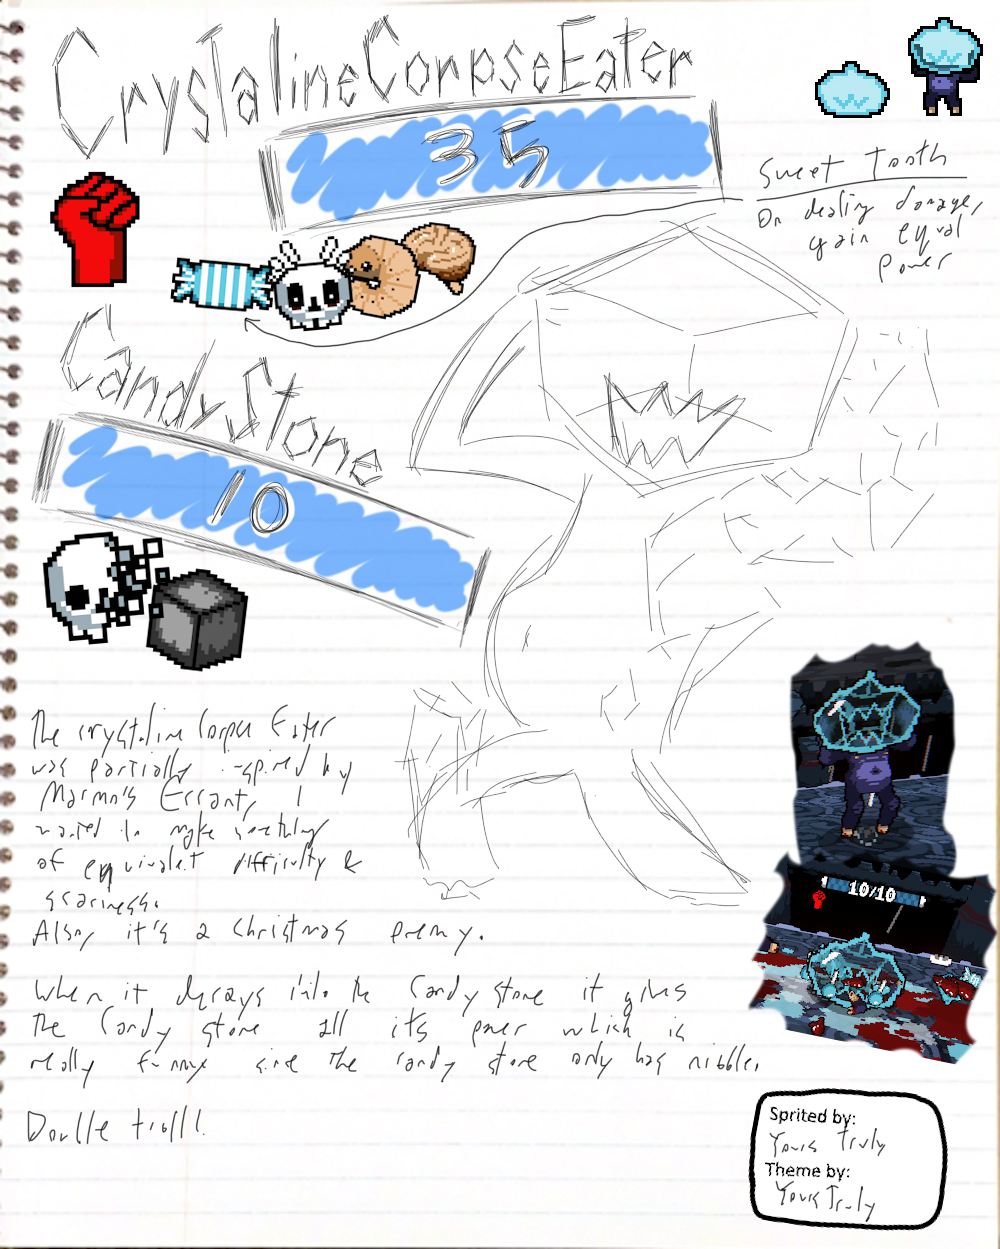 CrystalineCorpseEater
35
Sweet Tooth
On dealing damage,
gain equal
power
CandyStone
10
The crystaline Corpse Eater
was partially inspired by
Marmo's Errant, I
wanted to make something
of equivalent difficulty &
scariness.
Also, it's a Christmas enemy.
When it decays into the Candy stone it gives
the Candy stone all its power which is
really funny since the candy stone only has nibble.
Double troll!
10/10
Sprited by:
Yours Truly
Theme by:
Yours Truly